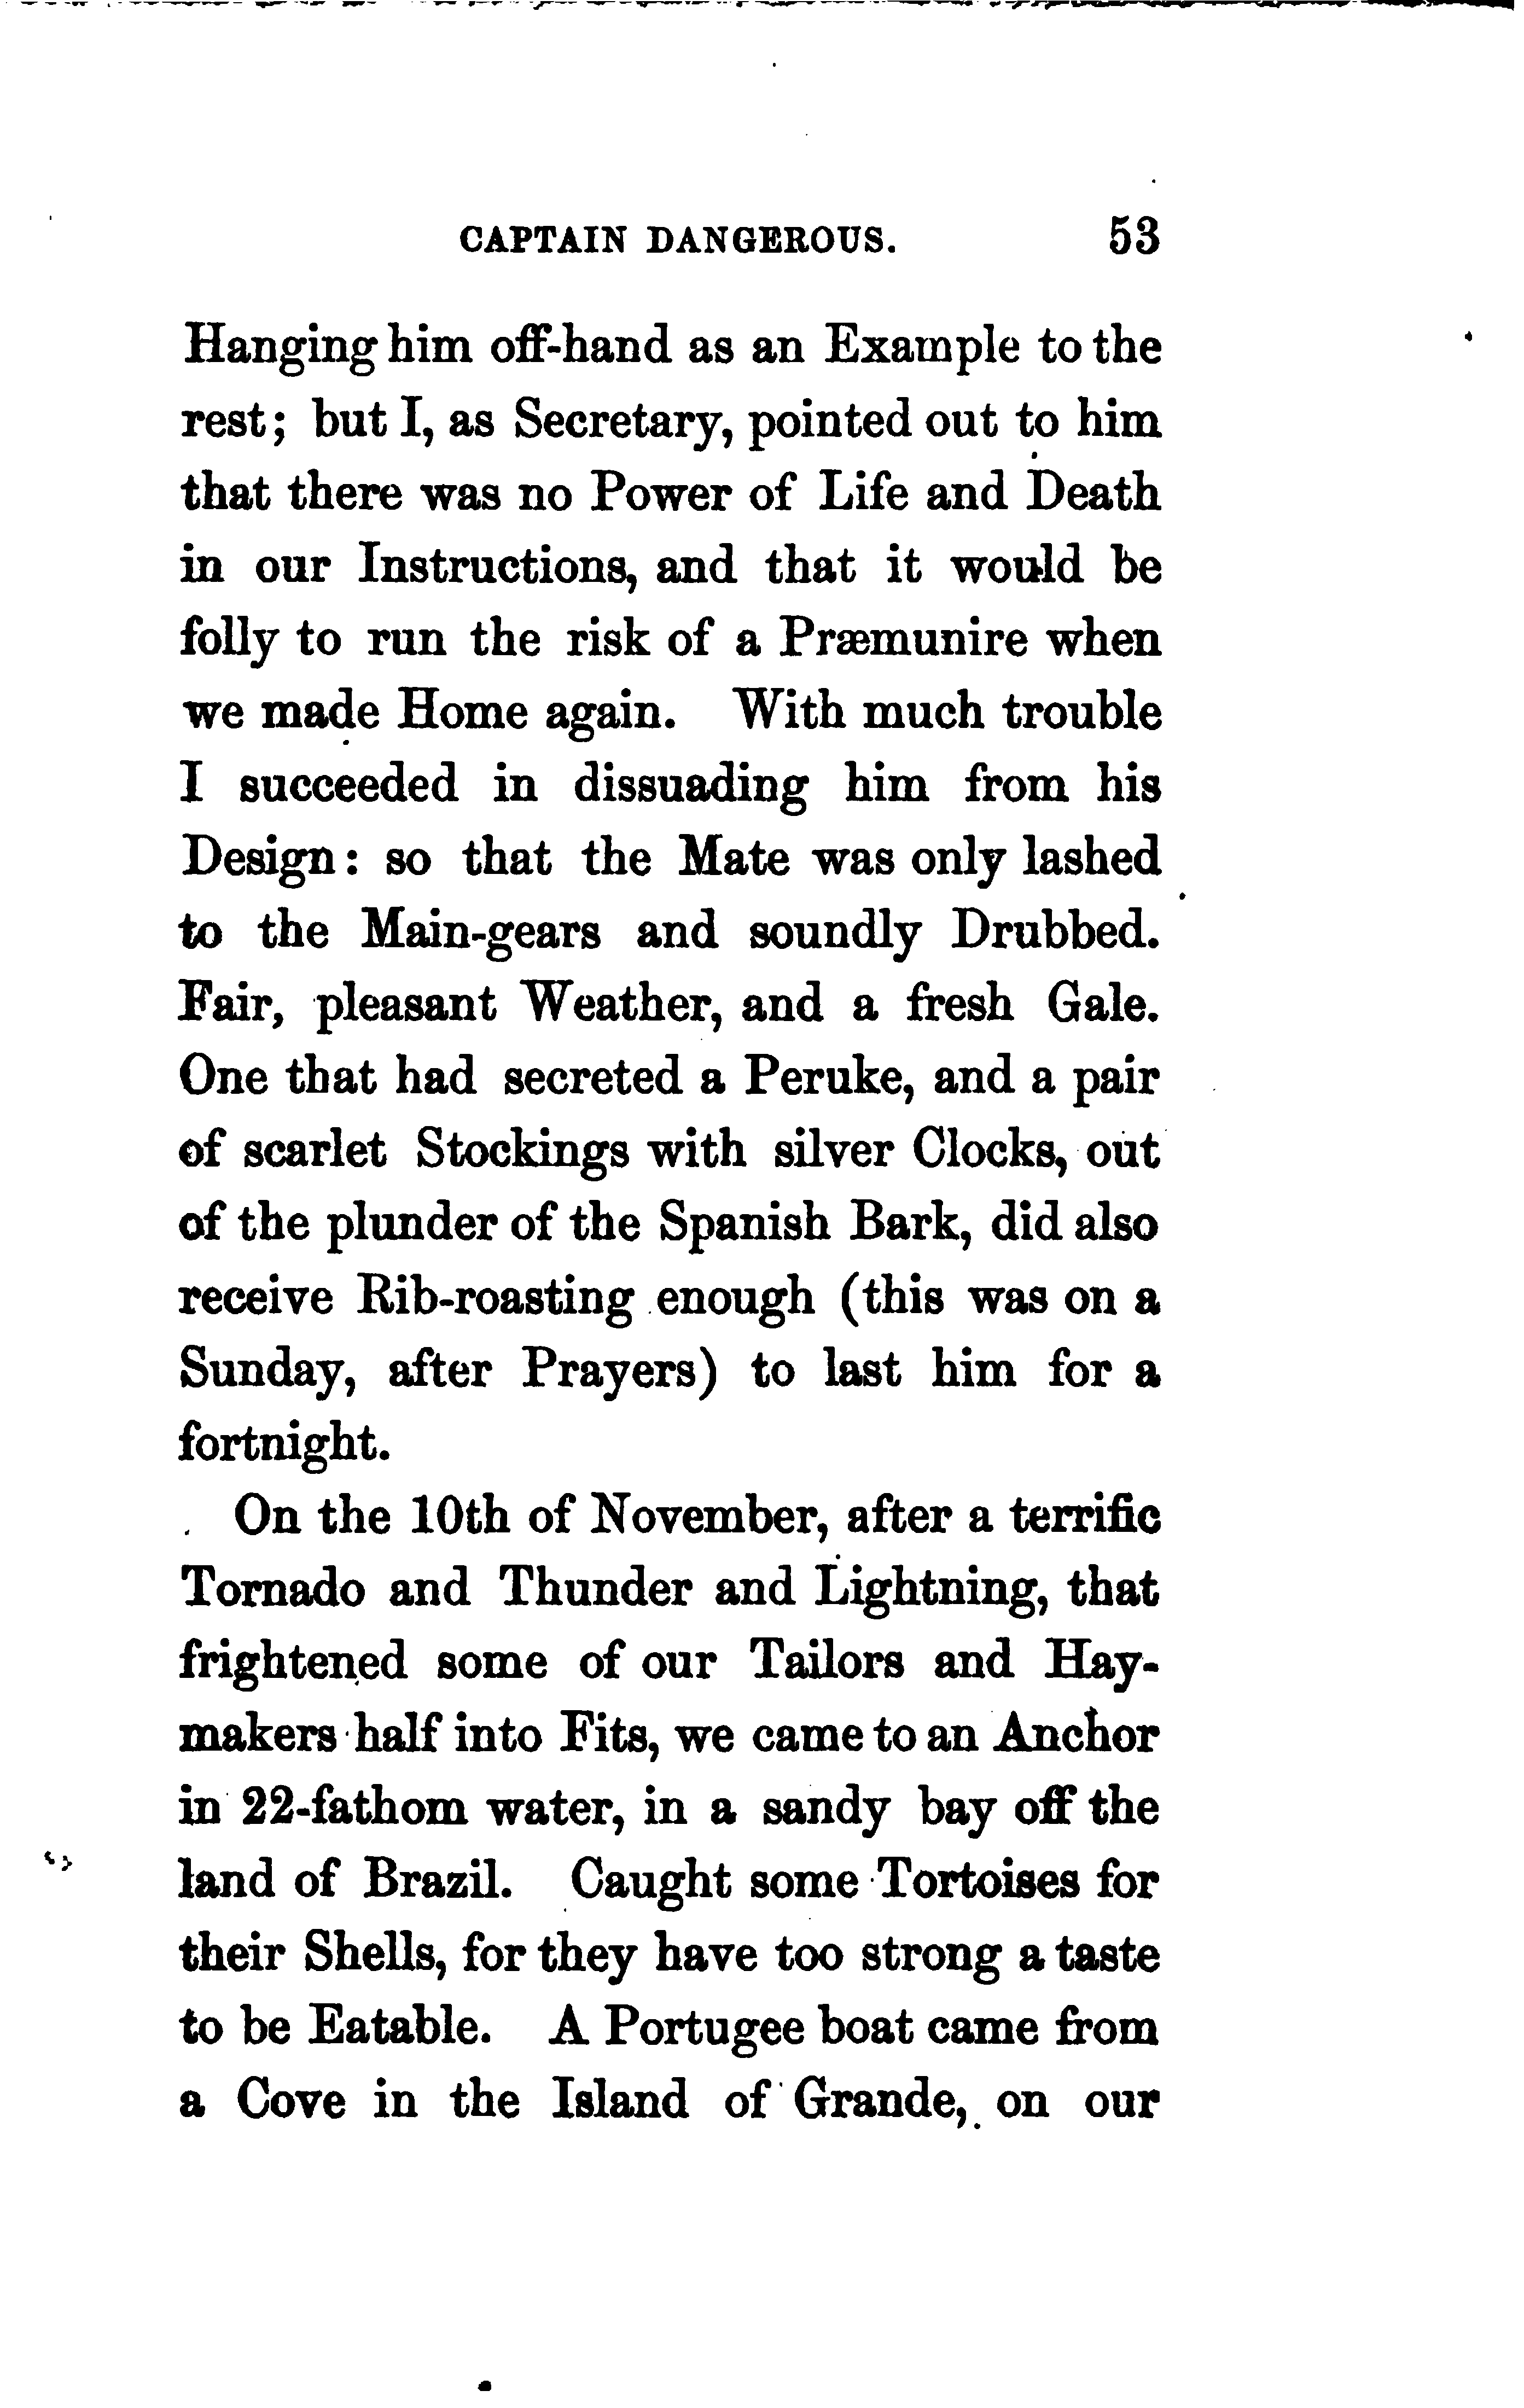 CAPTAIN DANGEROUS. 53
Hanging him off-hand as an Example to the
rest; but I, as Secretary, pointed out to him
that there was no Power of Life and Death
in our Instructions, and that it would be
folly to run the risk of a Præmunire when
we made Home again. With much trouble
I succeeded in dissuading him from his
Design: so that the Mate was only lashed
to the Main-gears and soundly Drubbed.
Fair, pleasant Weather, and a fresh Gale.
One that had secreted a Peruke, and a pair
of scarlet Stockings with silver Clocks, out
of the plunder of the Spanish Bark, did also
receive Rib-roasting enough (this was on a
Sunday, after Prayers) to last him for a
fortnight.
On the 10th of November, after a terrific
Tornado and Thunder and Lightning, that
frightened some of our Tailors and Hay-
makers half into Fits, we came to an Anchor
in 22-fathom water, in a sandy bay off the
land of Brazil. Caught some Tortoises for
their Shells, for they have too strong a taste
to be Eatable. A Portugee boat came from
a Cove in the Island of Grande, on our